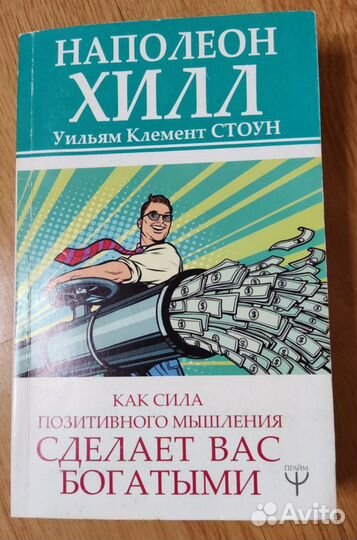 НАПОЛЕОН
ХИЛЛ
Уильям Клемент СТОУН
КАК СИЛА
ПОЗИТИВНОГО МЫШЛЕНИЯ
СДЕЛАЕТ ВАС
БОГАТЫМИ
ПРАЙМ
Avito